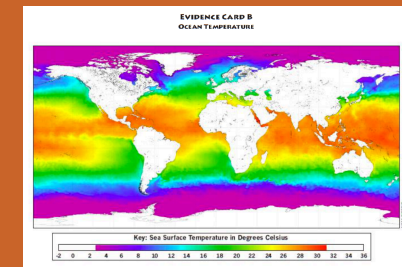 EVIDENCE CARD B
OCEAN TEMPERATURE
Key: Sea Surface Temperature in Degrees Celsius
-2 0 2 4 6 8 10 12 14 16 18 20 22 24 26 28 30 32 34 36